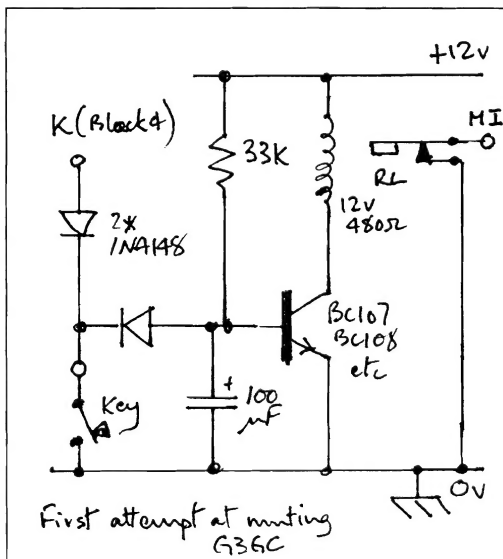 +12v
K (Block 4)
MI
33K
RL
12v
480Ω
2x
1N4148
BC107
BC108
etc
Key
+
100
µF
0v
First attempt at muting
G3GC